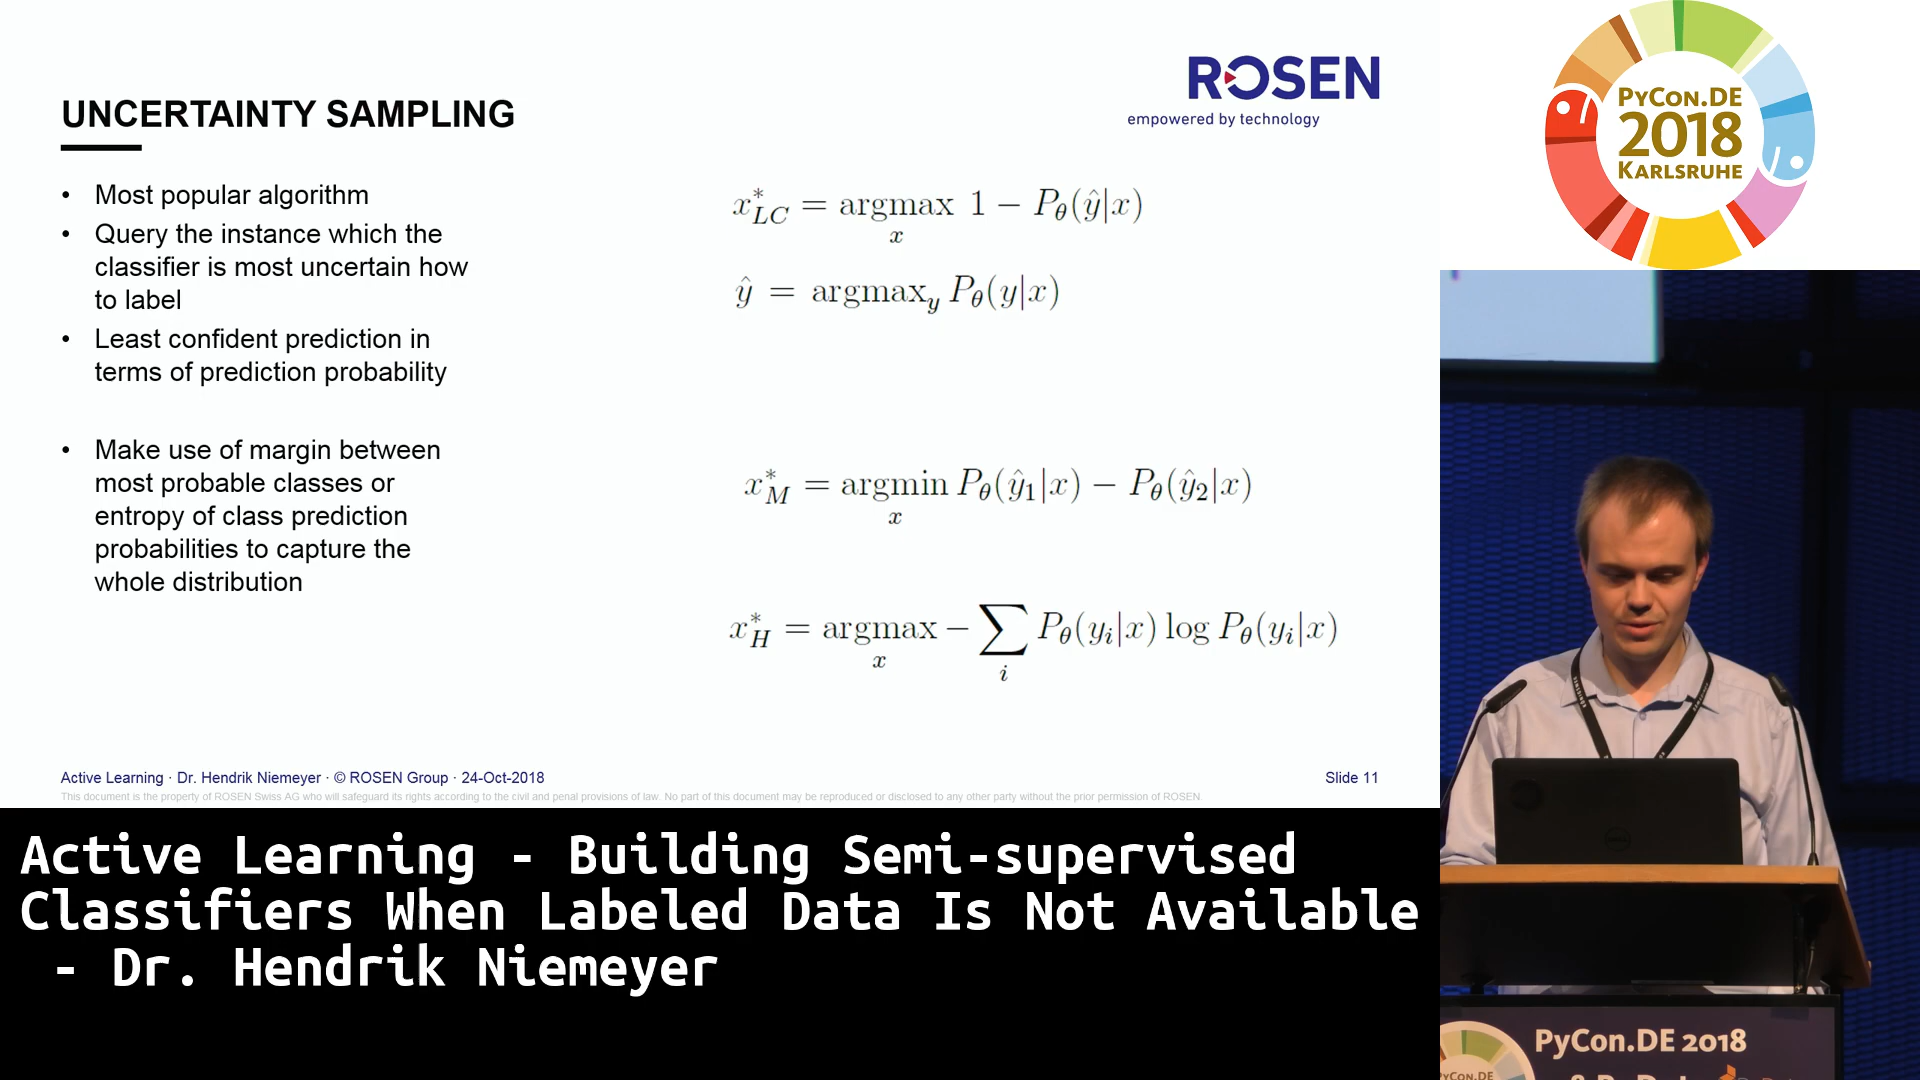 UNCERTAINTY SAMPLING
ROSEN
empowered by technology
• Most popular algorithm
• Query the instance which the
classifier is most uncertain how
to label
• Least confident prediction in
terms of prediction probability
• Make use of margin between
most probable classes or
entropy of class prediction
probabilities to capture the
whole distribution
x*_LC = argmax_x 1 − P_θ(ŷ|x)
ŷ = argmax_y P_θ(y|x)
x*_M = argmin_x P_θ(ŷ_1|x) − P_θ(ŷ_2|x)
x*_H = argmax_x − ∑_i P_θ(y_i|x) log P_θ(y_i|x)
Active Learning · Dr. Hendrik Niemeyer · © ROSEN Group · 24-Oct-2018
Slide 11
This document is the property of ROSEN Swiss AG who will safeguard its rights according to the civil and penal provisions of law. No part of this document may be reproduced or disclosed to any other party without the prior permission of ROSEN.
PYCON.DE
2018
KARLSRUHE
Active Learning - Building Semi-supervised
Classifiers When Labeled Data Is Not Available
- Dr. Hendrik Niemeyer
PyCon.DE 2018